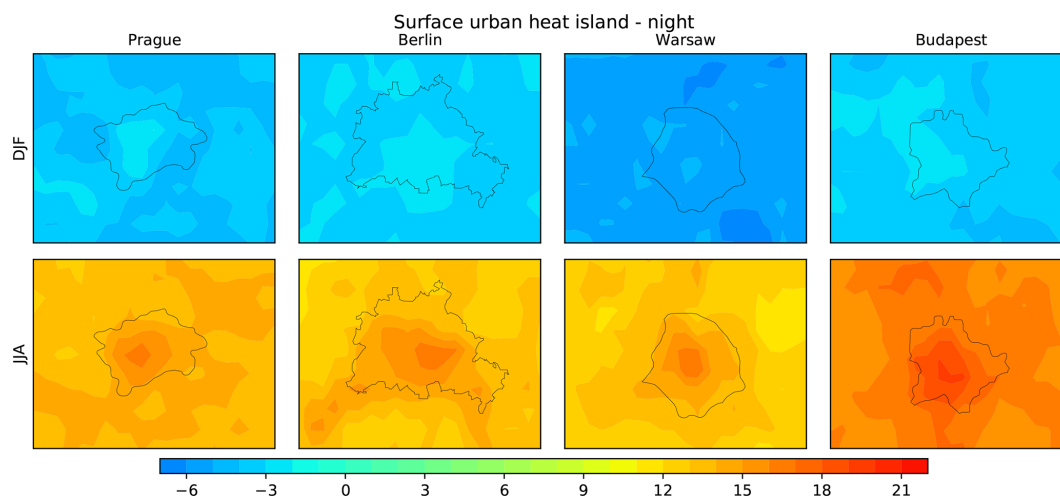 Surface urban heat island - night
Prague Berlin Warsaw Budapest
DJF
JJA
−6 −3 0 3 6 9 12 15 18 21